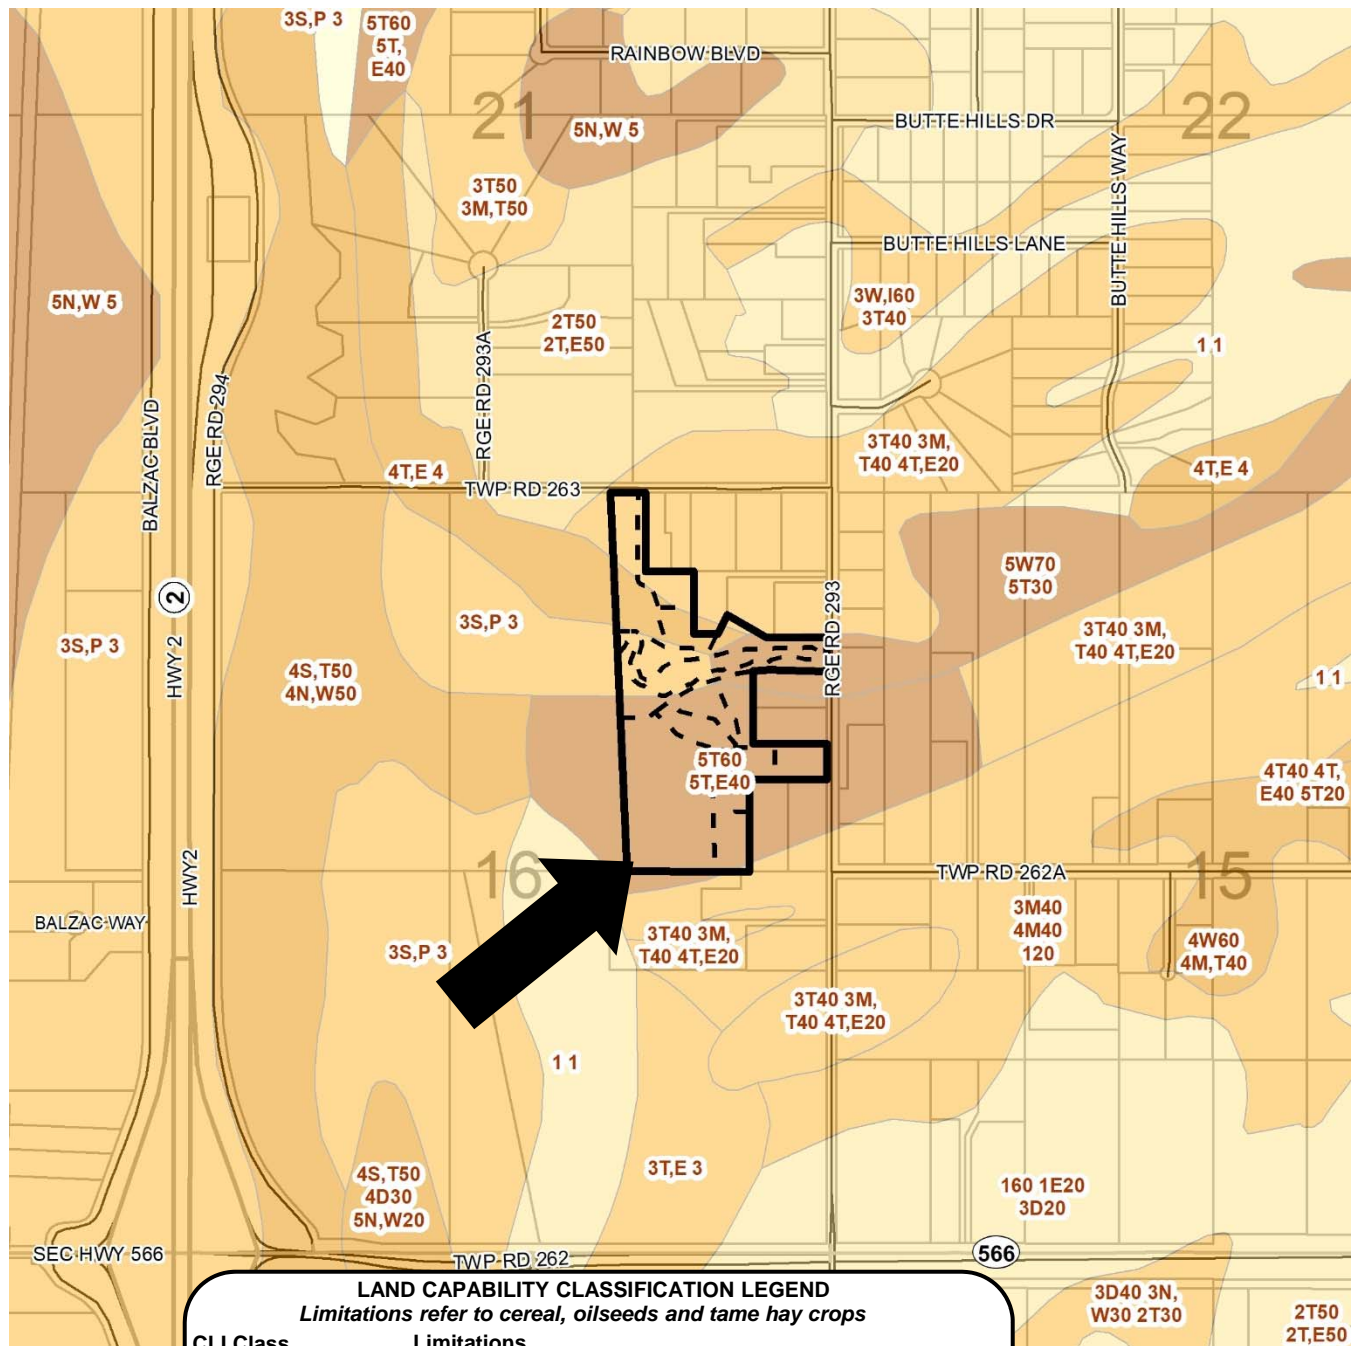 3S,P 3
5T60
5T,
E40
RAINBOW BLVD
21
5N,W 5
BUTTE HILLS DR
22
BUTTE HILLS WAY
3T50
3M,T50
BUTTE HILLS LANE
5N,W 5
3W,I60
3T40
2T50
2T,E50
1 1
RGE RD 293A
RGE RD 294
BALZAC BLVD
3T40 3M,
T40 4T,E20
4T,E 4
4T,E 4
TWP RD 263
5W70
5T30
2
HWY 2
3S,P 3
3S,P 3
RGE RD 293
3T40 3M,
T40 4T,E20
4S,T50
4N,W50
1 1
5T60
5T,E40
4T40 4T,
E40 5T20
HWY2
16
TWP RD 262A
15
BALZAC WAY
3M40
4M40
120
3S,P 3
3T40 3M,
T40 4T,E20
4W60
4M,T40
3T40 3M,
T40 4T,E20
1 1
3T,E 3
4S,T50
4D30
5N,W20
160 1E20
3D20
SEC HWY 566
TWP RD 262
566
LAND CAPABILITY CLASSIFICATION LEGEND
Limitations refer to cereal, oilseeds and tame hay crops
3D40 3N,
W30 2T30
2T50
2T,E50
CLI Class
Limitations